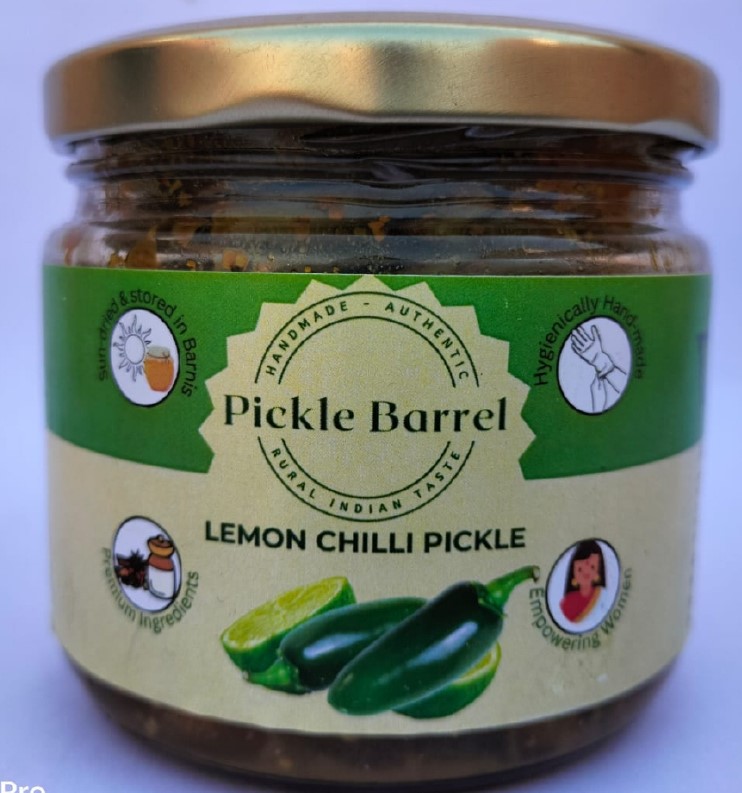 Sun-dried & stored in Barnis
HANDMADE - AUTHENTIC
Hygienically Hand-made
Pickle Barrel
RURAL INDIAN TASTE
LEMON CHILLI PICKLE
Premium Ingredients
Empowering Women
Pro